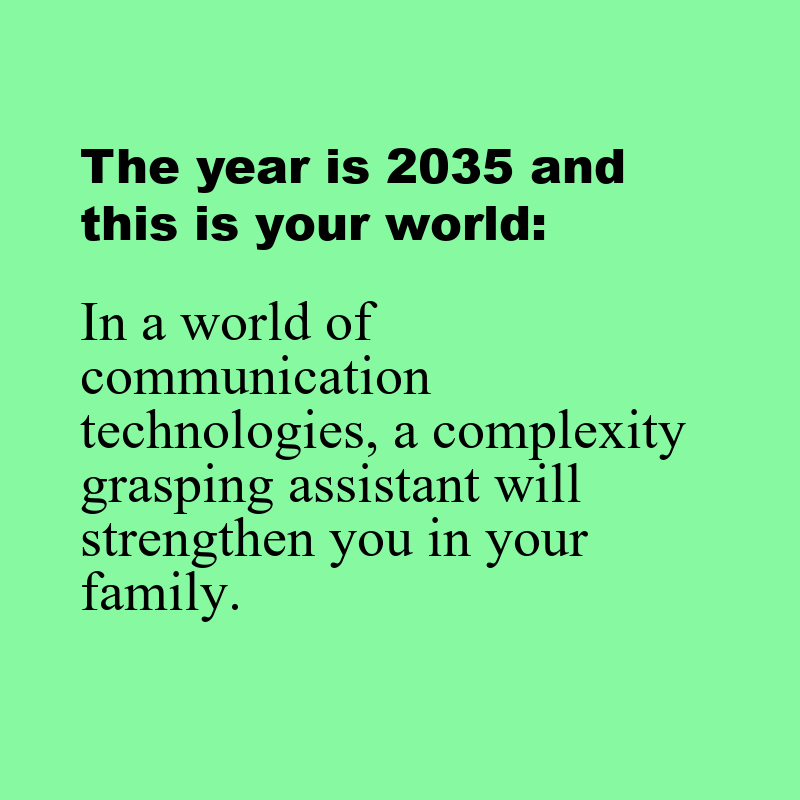 The year is 2035 and
this is your world:
In a world of
communication
technologies, a complexity
grasping assistant will
strengthen you in your
family.